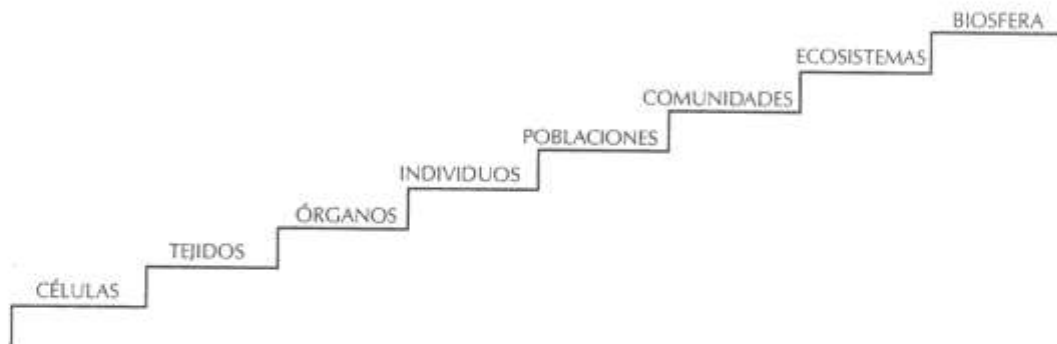 BIOSFERA
ECOSISTEMAS
COMUNIDADES
POBLACIONES
INDIVIDUOS
ÓRGANOS
TEJIDOS
CÉLULAS